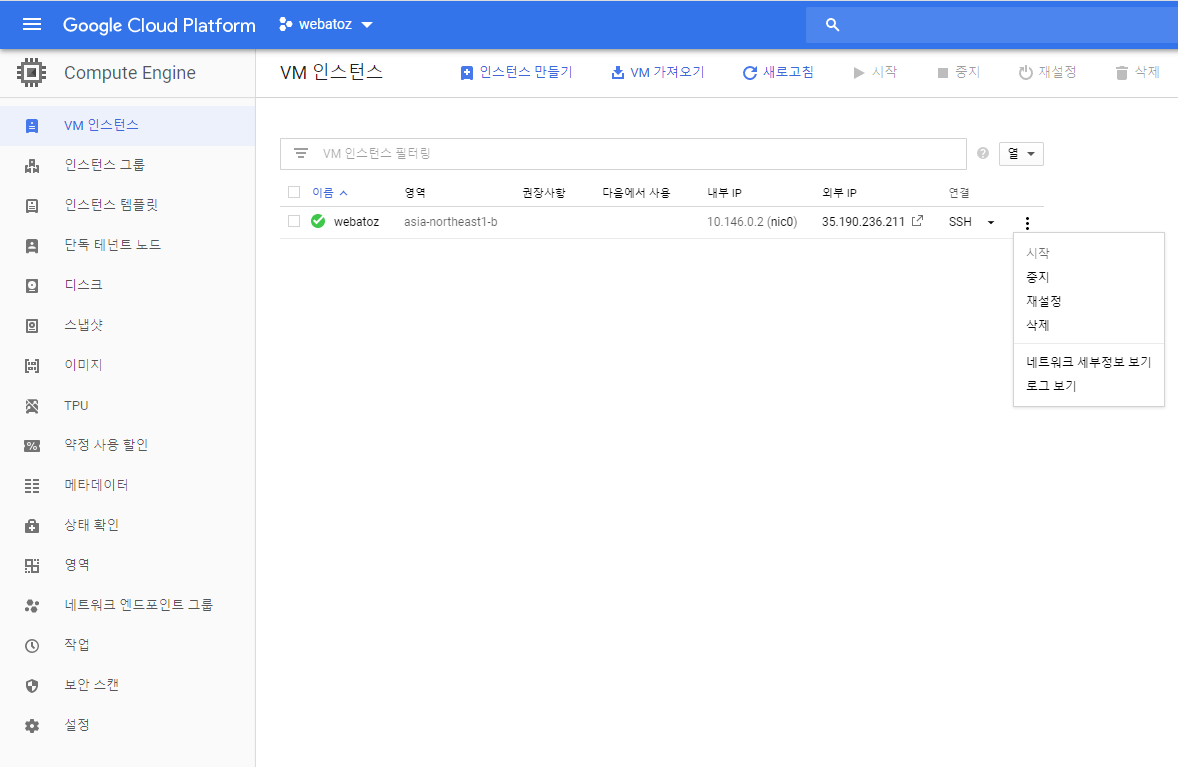 Google Cloud Platform webatoz
Compute Engine
VM 인스턴스 인스턴스 만들기 VM 가져오기 새로고침 시작 중지 재설정 삭제
VM 인스턴스
인스턴스 그룹
인스턴스 템플릿
단독 테넌트 노드
디스크
스냅샷
이미지
TPU
약정 사용 할인
메타데이터
상태 확인
영역
네트워크 엔드포인트 그룹
작업
보안 스캔
설정
VM 인스턴스 필터링 열
이름 영역 권장사항 다음에서 사용 내부 IP 외부 IP 연결
webatoz asia-northeast1-b 10.146.0.2 (nic0) 35.190.236.211 SSH
시작
중지
재설정
삭제
네트워크 세부정보 보기
로그 보기